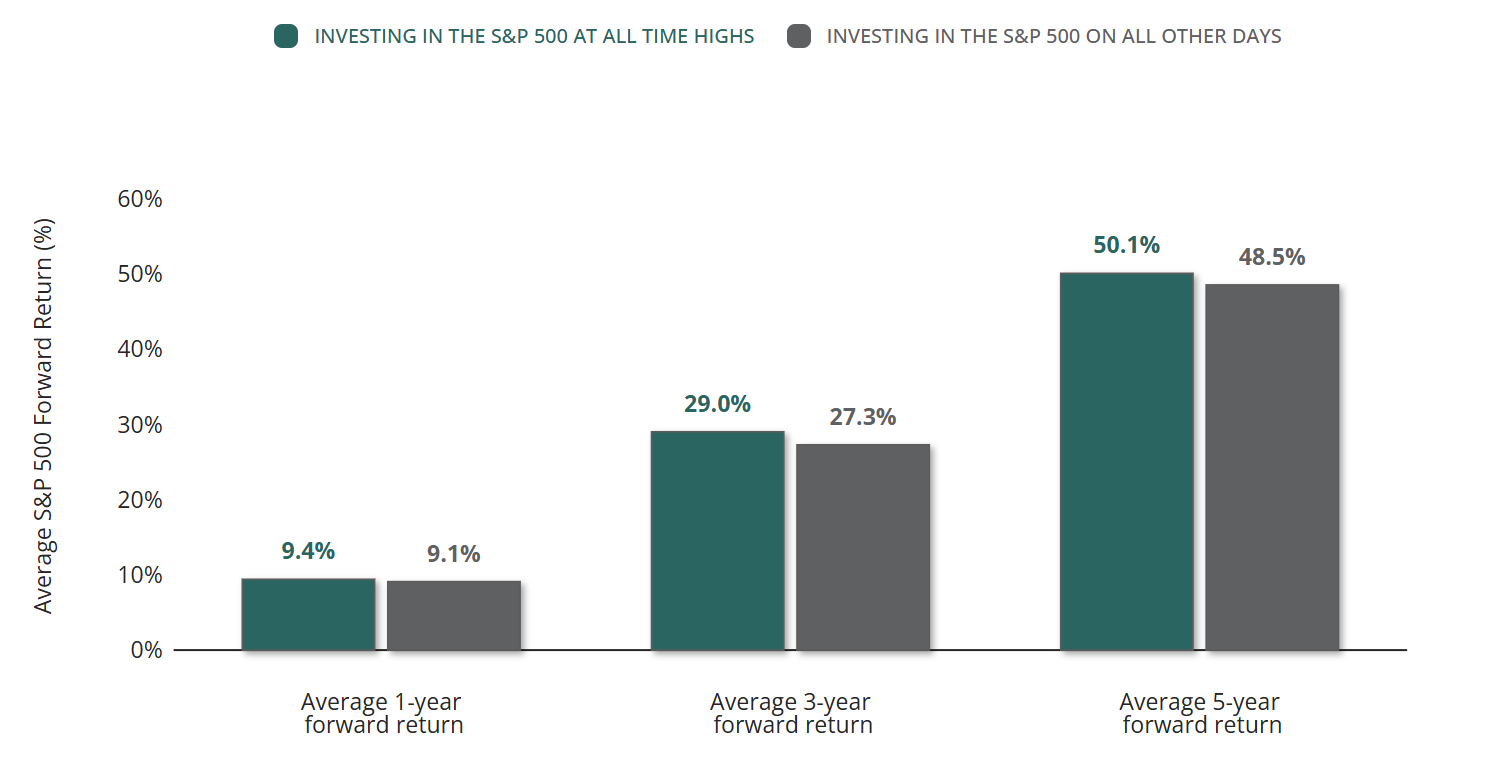 INVESTING IN THE S&P 500 AT ALL TIME HIGHS
INVESTING IN THE S&P 500 ON ALL OTHER DAYS
Average S&P 500 Forward Return (%)
60%
50%
40%
30%
20%
10%
0%
9.4%
9.1%
29.0%
27.3%
50.1%
48.5%
Average 1-year
forward return
Average 3-year
forward return
Average 5-year
forward return